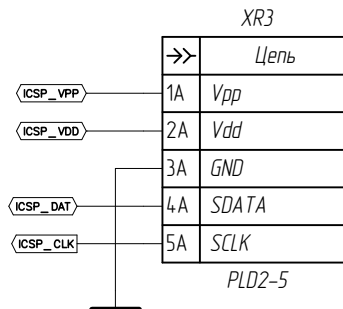 XR3
Цепь
ICSP_VPP 1A Vpp
ICSP_VDD 2A Vdd
3A GND
ICSP_DAT 4A SDATA
ICSP_CLK 5A SCLK
PLD2-5